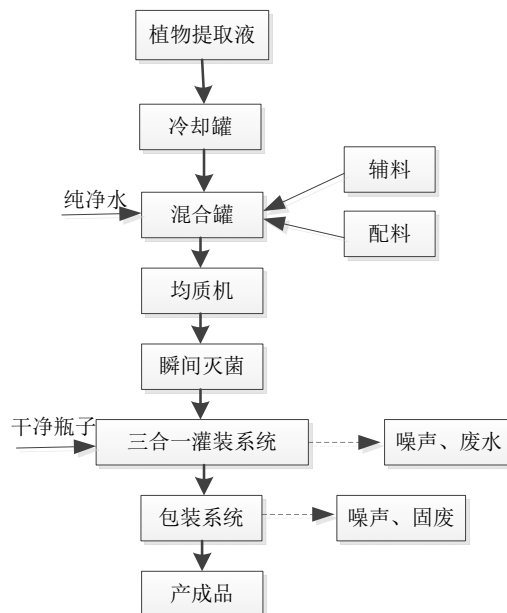 植物提取液
冷却罐
辅料
纯净水
混合罐
配料
均质机
瞬间灭菌
干净瓶子
三合一灌装系统
噪声、废水
包装系统
噪声、固废
产成品